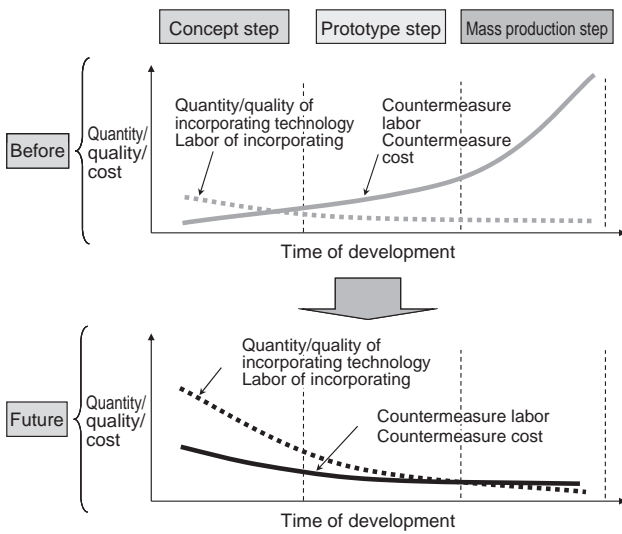 Concept step
Prototype step
Mass production step
Before
Quantity/
quality/
cost
Quantity/quality of
incorporating technology
Labor of incorporating
Countermeasure
labor
Countermeasure
cost
Time of development
Future
Quantity/
quality/
cost
Quantity/quality of
incorporating technology
Labor of incorporating
Countermeasure labor
Countermeasure cost
Time of development